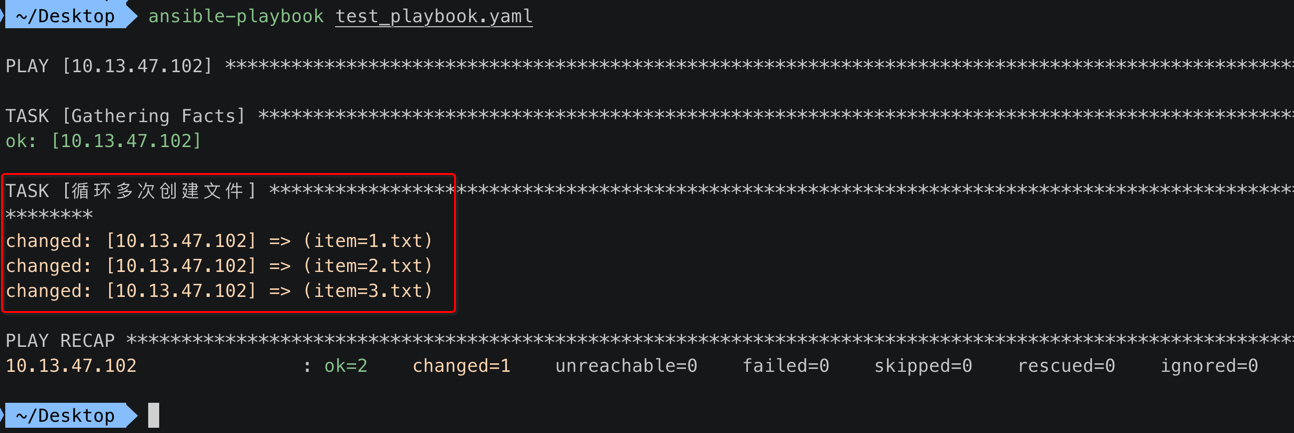 ~/Desktop ansible-playbook test_playbook.yaml
PLAY [10.13.47.102] **************************************************************************************************
TASK [Gathering Facts] ***********************************************************************************************
ok: [10.13.47.102]
TASK [循环多次创建文件] **********************************************************************************************
********
changed: [10.13.47.102] => (item=1.txt)
changed: [10.13.47.102] => (item=2.txt)
changed: [10.13.47.102] => (item=3.txt)
PLAY RECAP ***********************************************************************************************************
10.13.47.102 : ok=2 changed=1 unreachable=0 failed=0 skipped=0 rescued=0 ignored=0
~/Desktop